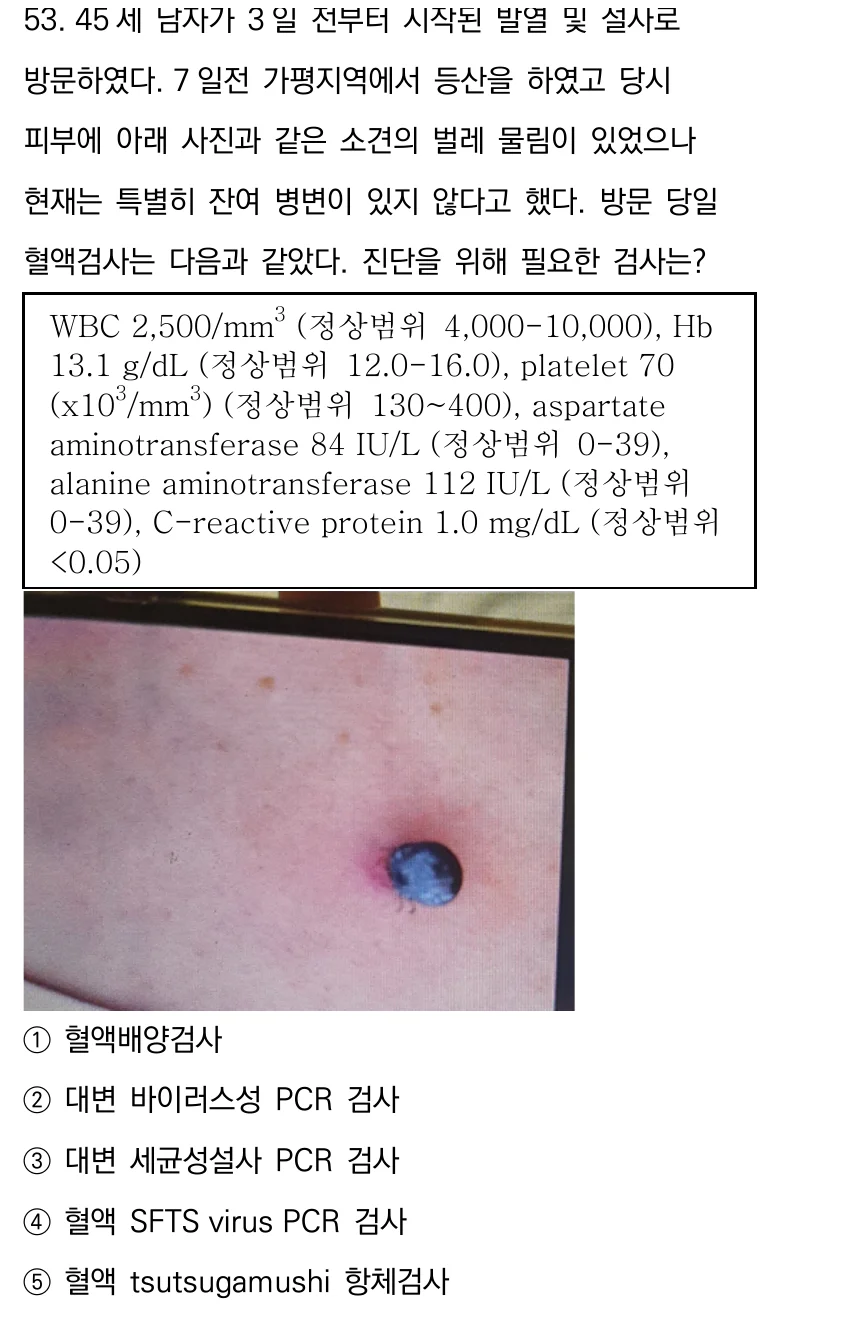 53. 45 세 남자가 3 일 전부터 시작된 발열 및 설사로
방문하였다. 7 일전 가평지역에서 등산을 하였고 당시
피부에 아래 사진과 같은 소견의 벌레 물림이 있었으나
현재는 특별히 잔여 병변이 있지 않다고 했다. 방문 당일
혈액검사는 다음과 같았다. 진단을 위해 필요한 검사는?
WBC 2,500/mm³ (정상범위 4,000-10,000), Hb
13.1 g/dL (정상범위 12.0-16.0), platelet 70
(x10³/mm³) (정상범위 130~400), aspartate
aminotransferase 84 IU/L (정상범위 0-39),
alanine aminotransferase 112 IU/L (정상범위
0-39), C-reactive protein 1.0 mg/dL (정상범위
<0.05)
① 혈액배양검사
② 대변 바이러스성 PCR 검사
③ 대변 세균성설사 PCR 검사
④ 혈액 SFTS virus PCR 검사
⑤ 혈액 tsutsugamushi 항체검사